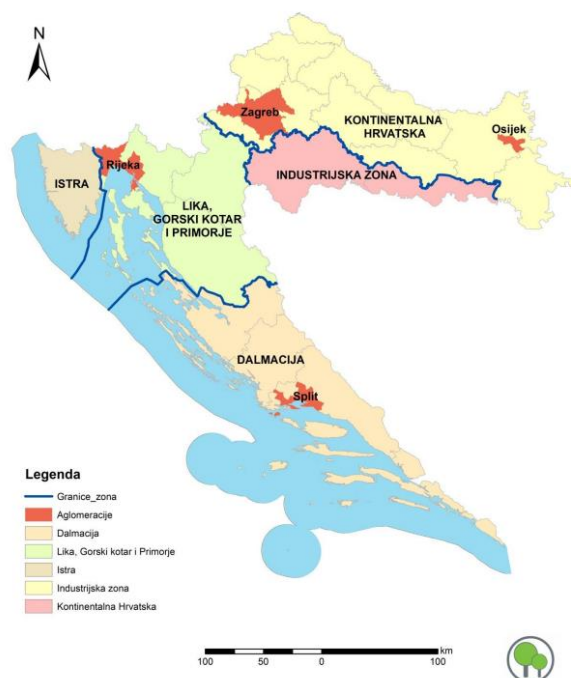 N
Zagreb
KONTINENTALNA
HRVATSKA
Osijek
Rijeka
ISTRA
INDUSTRIJSKA ZONA
LIKA,
GORSKI KOTAR
I PRIMORJE
DALMACIJA
Split
Legenda
Granice_zona
Aglomeracije
Dalmacija
Lika, Gorski kotar i Primorje
Istra
Industrijska zona
Kontinentalna Hrvatska
km
100 50 0 100